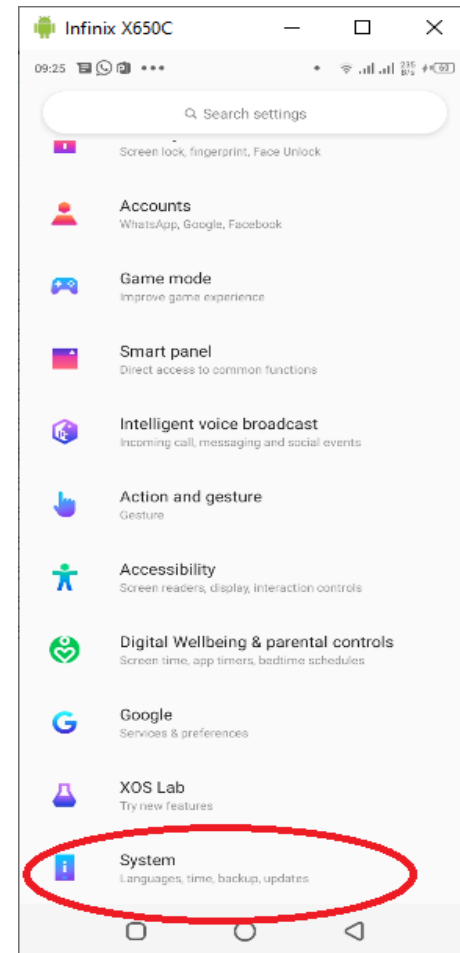 Infinix X650C
09:25
235
B/s
60
Search settings
Screen lock, fingerprint, Face Unlock
Accounts
WhatsApp, Google, Facebook
Game mode
Improve game experience
Smart panel
Direct access to common functions
Intelligent voice broadcast
Incoming call, messaging and social events
Action and gesture
Gesture
Accessibility
Screen readers, display, interaction controls
Digital Wellbeing & parental controls
Screen time, app timers, bedtime schedules
Google
Services & preferences
XOS Lab
Try new features
System
Languages, time, backup, updates